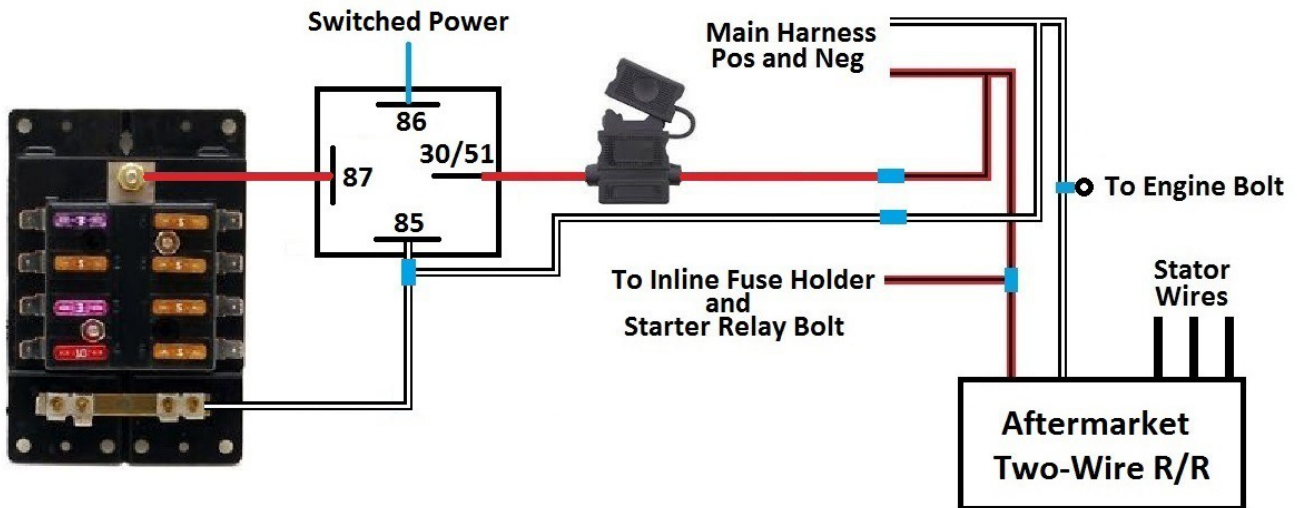 Switched Power
Main Harness
Pos and Neg
86
30/51
87
85
To Engine Bolt
To Inline Fuse Holder
and
Starter Relay Bolt
Stator
Wires
Aftermarket
Two-Wire R/R